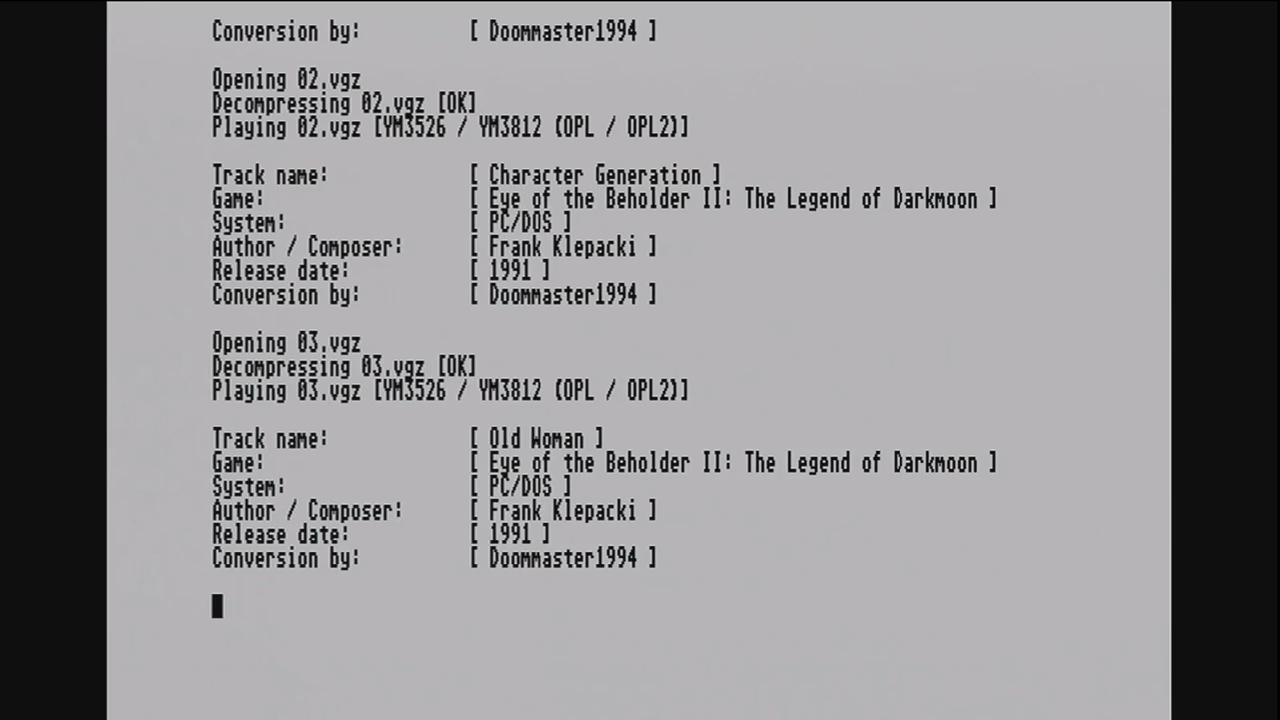 Conversion by: [ Doommaster1994 ]
Opening 02.vgz
Decompressing 02.vgz [OK]
Playing 02.vgz [YM3526 / YM3812 (OPL / OPL2)]
Track name: [ Character Generation ]
Game: [ Eye of the Beholder II: The Legend of Darkmoon ]
System: [ PC/DOS ]
Author / Composer: [ Frank Klepacki ]
Release date: [ 1991 ]
Conversion by: [ Doommaster1994 ]
Opening 03.vgz
Decompressing 03.vgz [OK]
Playing 03.vgz [YM3526 / YM3812 (OPL / OPL2)]
Track name: [ Old Woman ]
Game: [ Eye of the Beholder II: The Legend of Darkmoon ]
System: [ PC/DOS ]
Author / Composer: [ Frank Klepacki ]
Release date: [ 1991 ]
Conversion by: [ Doommaster1994 ]